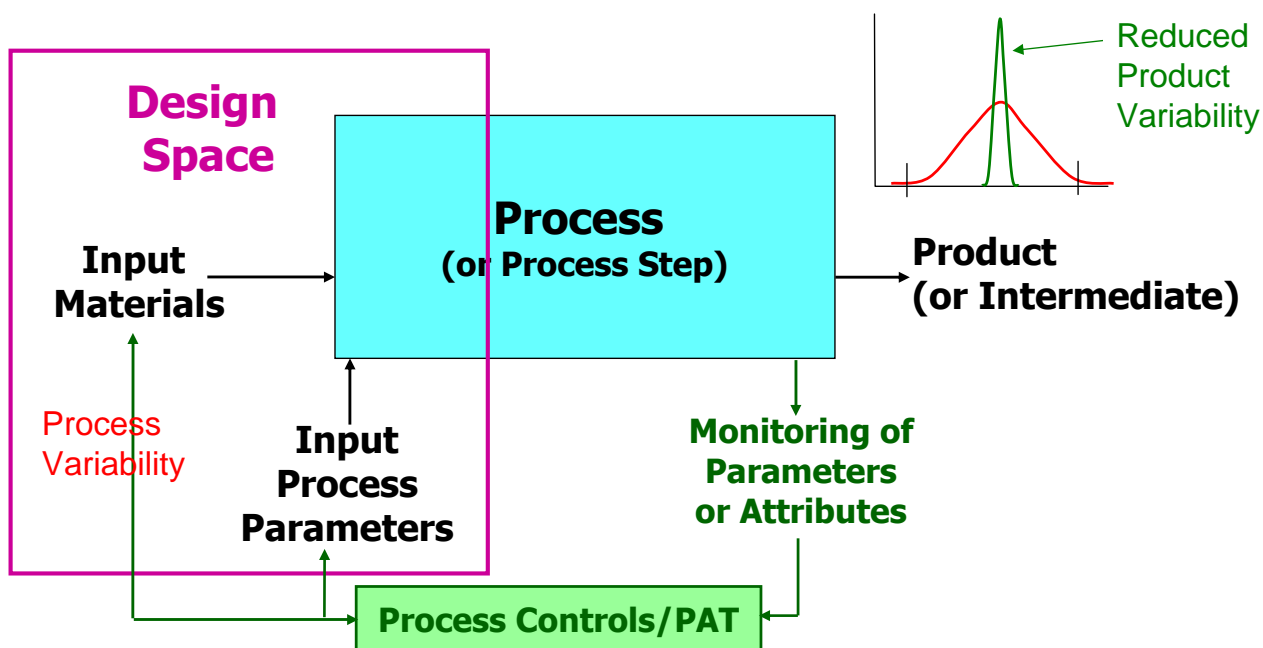 Design
Space
Reduced
Product
Variability
Process
(or Process Step)
Input
Materials
Product
(or Intermediate)
Process
Variability
Input
Process
Parameters
Monitoring of
Parameters
or Attributes
Process Controls/PAT